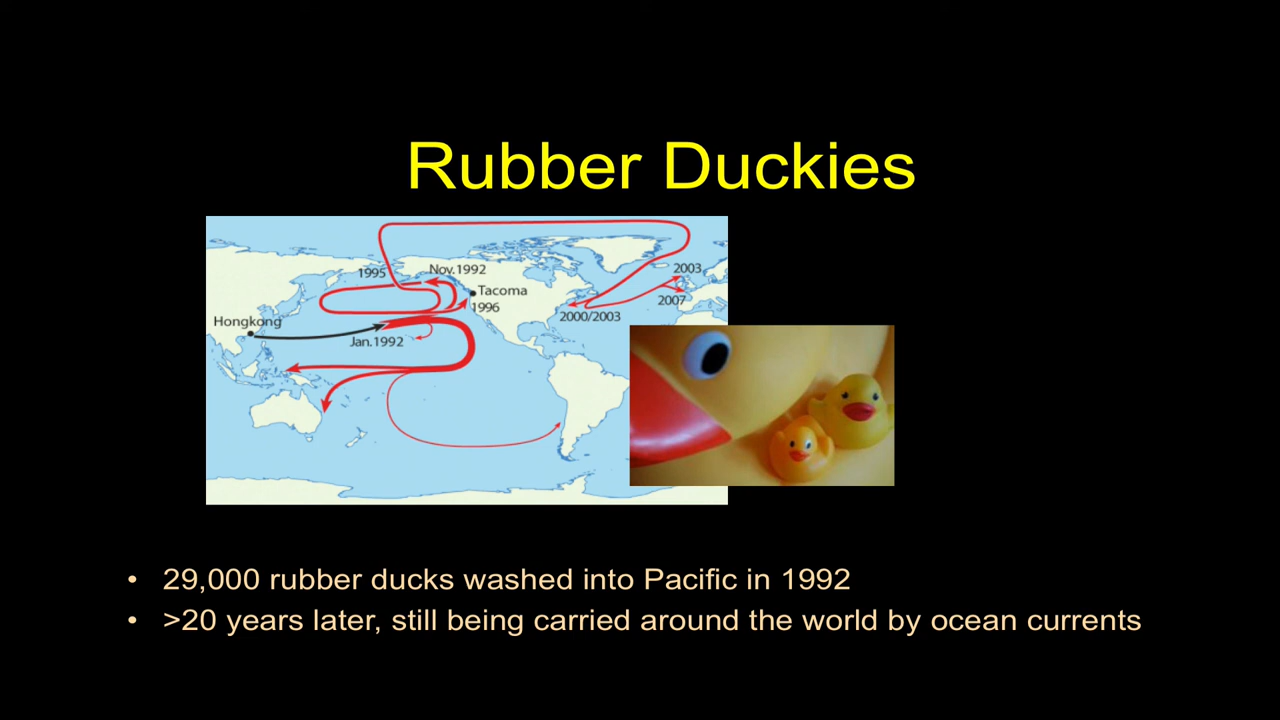 Rubber Duckies
1995
Nov.1992
2003
Tacoma
1996
2007
2000/2003
Hongkong
Jan.1992
• 29,000 rubber ducks washed into Pacific in 1992
• >20 years later, still being carried around the world by ocean currents